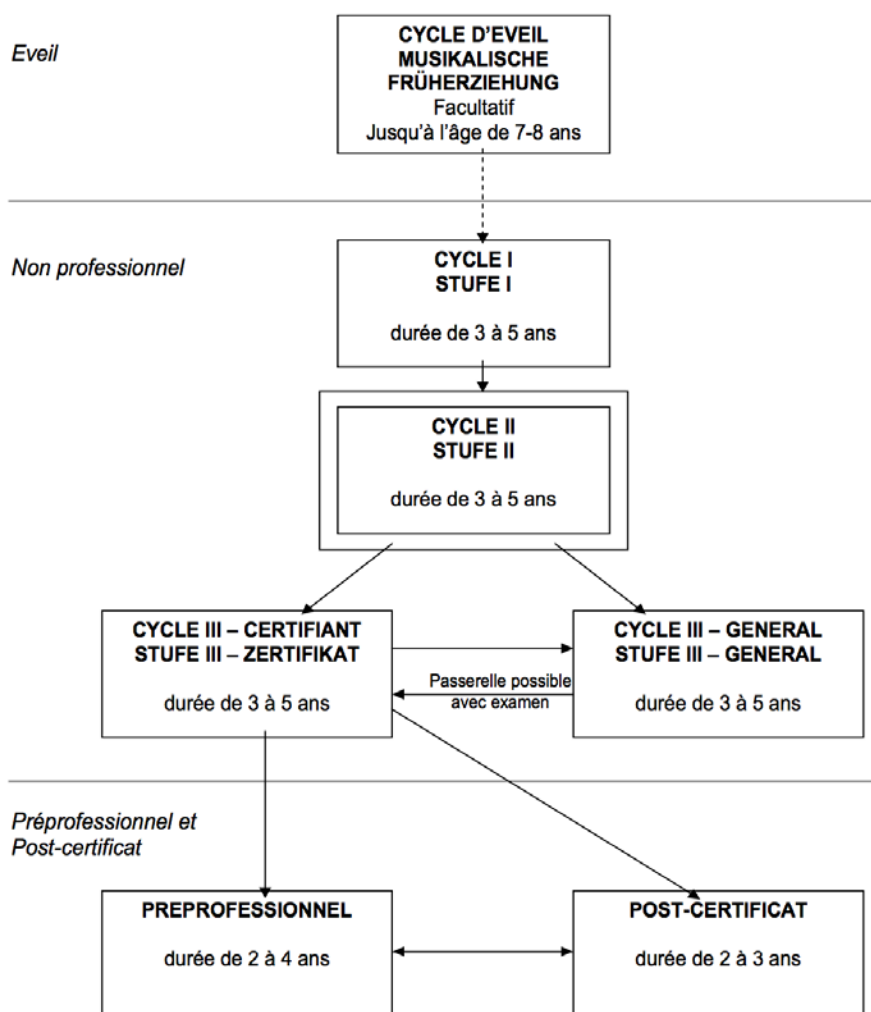 Eveil
CYCLE D'EVEIL
MUSIKALISCHE
FRÜHERZIEHUNG
Facultatif
Jusqu'à l'âge de 7-8 ans
Non professionnel
CYCLE I
STUFE I
durée de 3 à 5 ans
CYCLE II
STUFE II
durée de 3 à 5 ans
CYCLE III – CERTIFIANT
STUFE III – ZERTIFIKAT
durée de 3 à 5 ans
Passerelle possible
avec examen
CYCLE III – GENERAL
STUFE III – GENERAL
durée de 3 à 5 ans
Préprofessionnel et
Post-certificat
PREPROFESSIONNEL
durée de 2 à 4 ans
POST-CERTIFICAT
durée de 2 à 3 ans